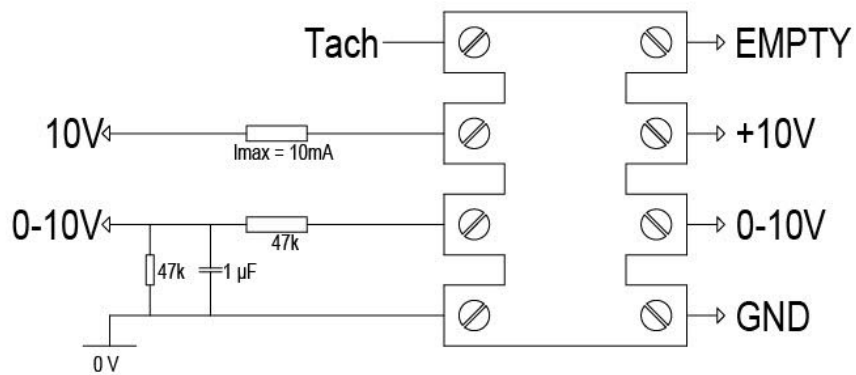 Tach
EMPTY
10V
Imax = 10mA
+10V
0-10V
47k
0-10V
47k
1 µF
GND
0 V